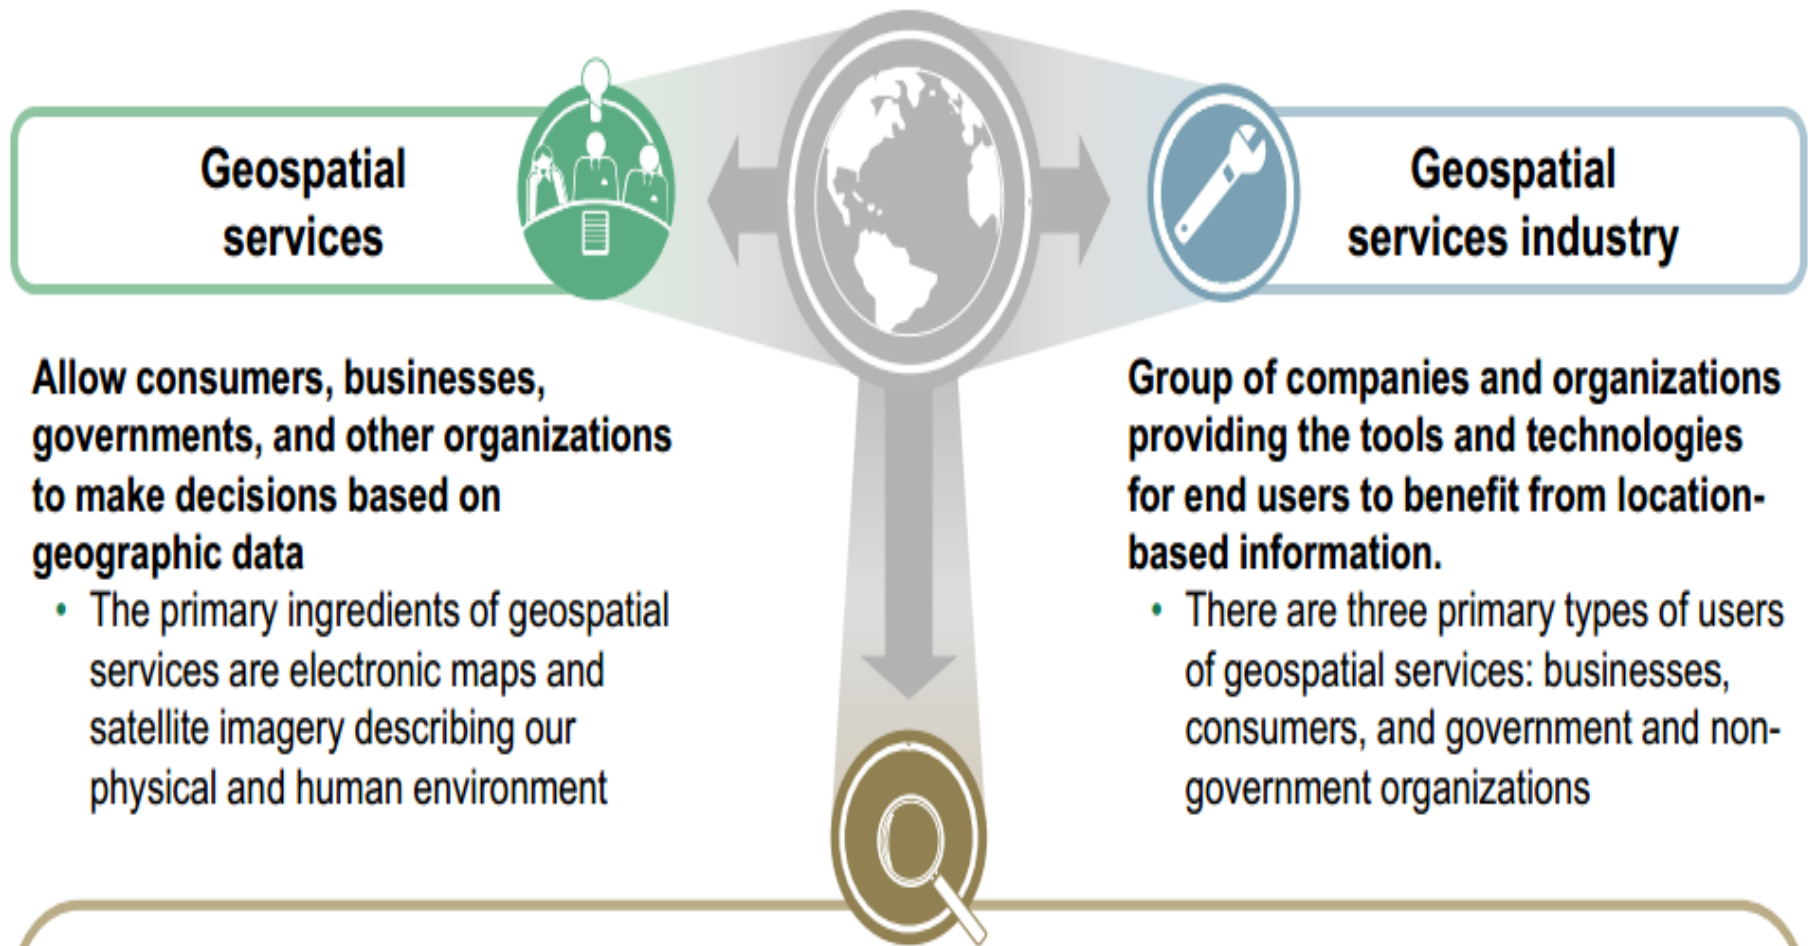 Geospatial
services
Geospatial
services industry
Allow consumers, businesses,
governments, and other organizations
to make decisions based on
geographic data
• The primary ingredients of geospatial
services are electronic maps and
satellite imagery describing our
physical and human environment
Group of companies and organizations
providing the tools and technologies
for end users to benefit from location-
based information.
• There are three primary types of users
of geospatial services: businesses,
consumers, and government and non-
government organizations